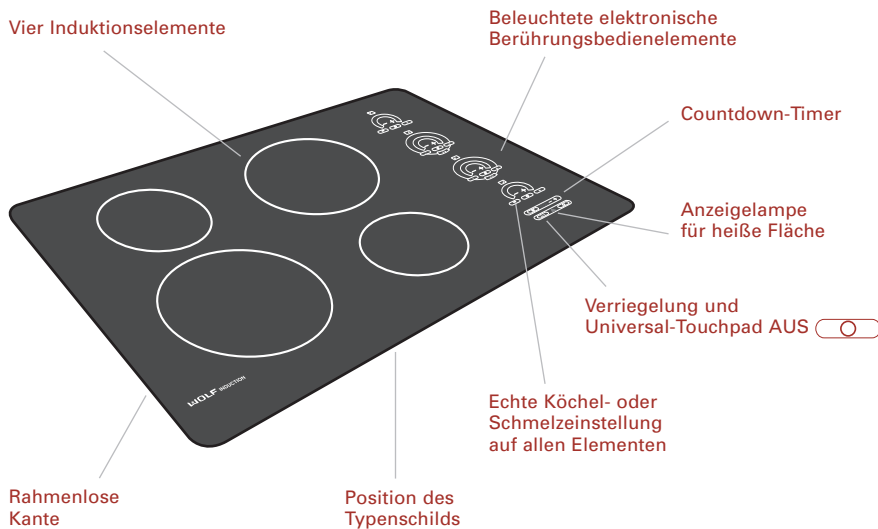 Vier Induktionselemente
Beleuchtete elektronische
Berührungsbedienelemente
Countdown-Timer
Anzeigelampe
für heiße Fläche
Verriegelung und
Universal-Touchpad AUS
Echte Köchel- oder
Schmelzeinstellung
auf allen Elementen
WOLF INDUCTION
Rahmenlose
Kante
Position des
Typenschilds